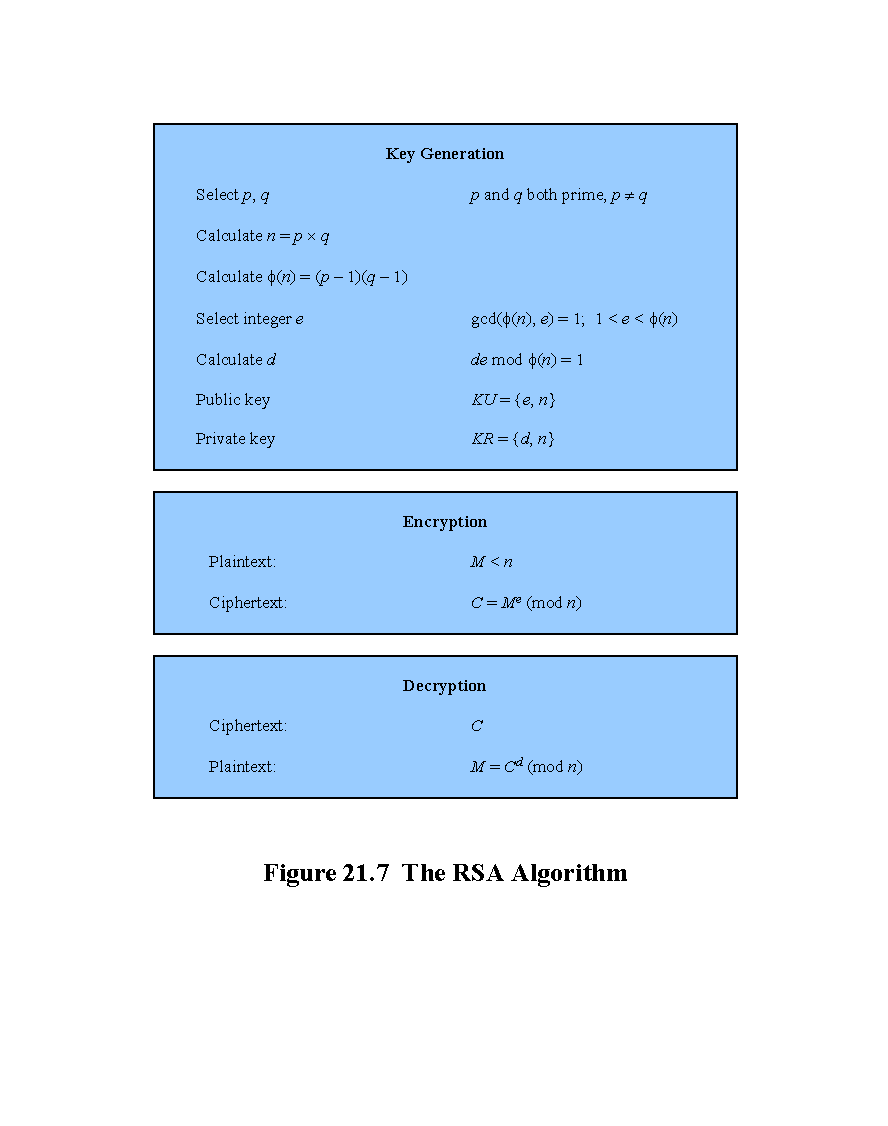 Key Generation
Select p, q p and q both prime, p ≠ q
Calculate n = p × q
Calculate ϕ(n) = (p − 1)(q − 1)
Select integer e gcd(ϕ(n), e) = 1; 1 < e < ϕ(n)
Calculate d de mod ϕ(n) = 1
Public key KU = {e, n}
Private key KR = {d, n}
Encryption
Plaintext: M < n
Ciphertext: C = Mᵉ (mod n)
Decryption
Ciphertext: C
Plaintext: M = Cᵈ (mod n)
Figure 21.7 The RSA Algorithm